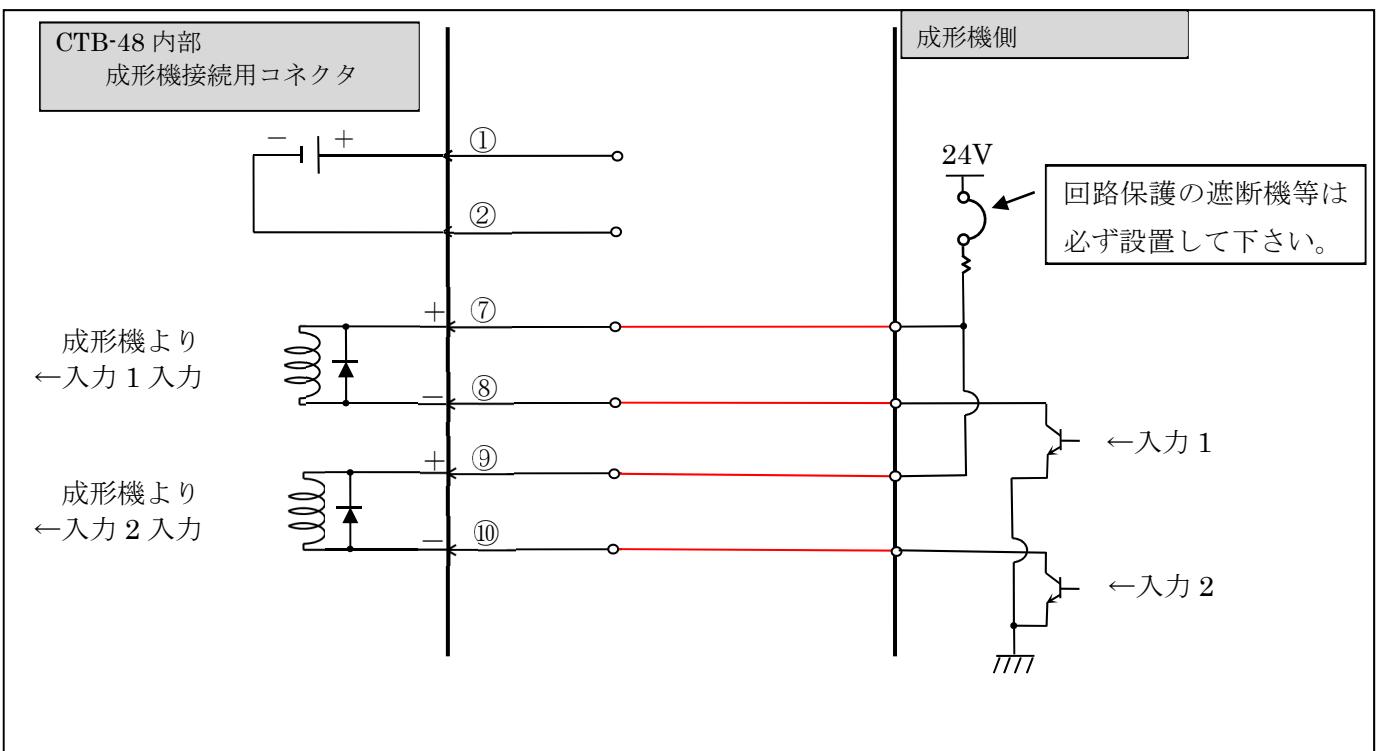 CTB-48 内部
成形機接続用コネクタ
成形機側
－ ＋ ①
②
24V
回路保護の遮断機等は
必ず設置して下さい。
＋ ⑦
成形機より
←入力 1 入力
－ ⑧
←入力 1
＋ ⑨
成形機より
←入力 2 入力
－ ⑩
←入力 2